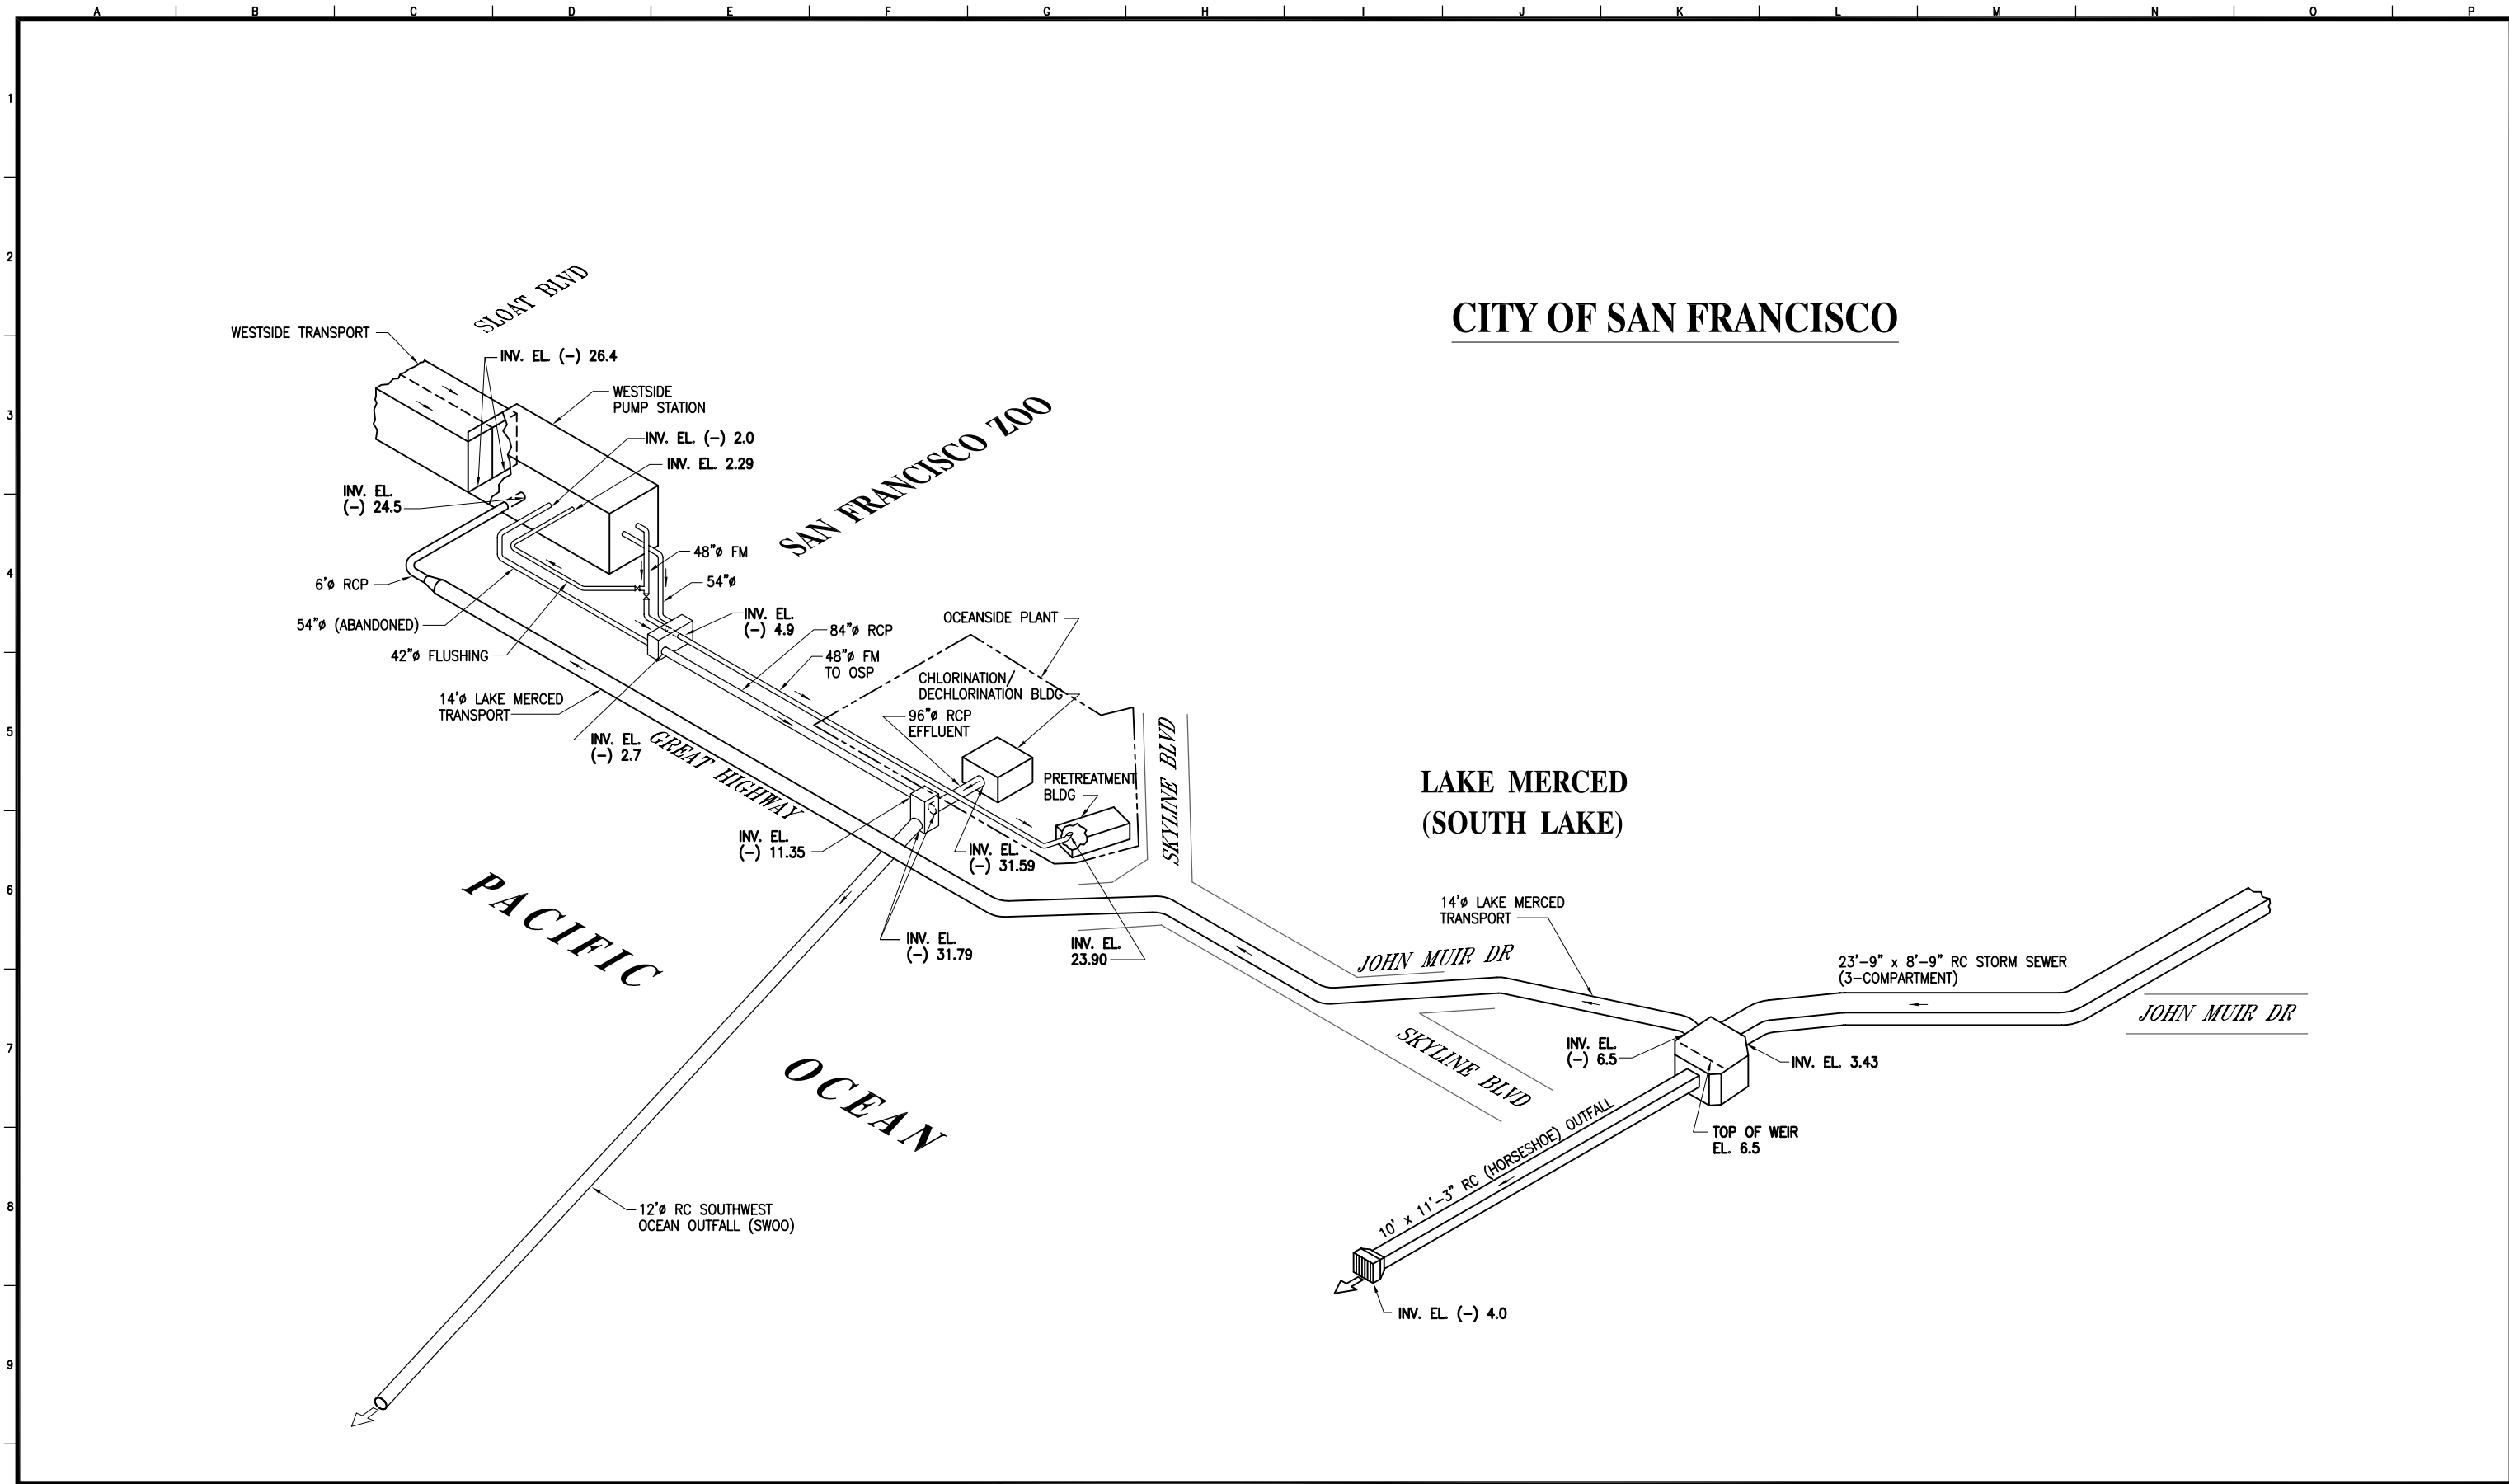 A B C D E F G H I J K L M N O P
1
2
3
4
5
6
7
8
9
CITY OF SAN FRANCISCO
SLOAT BLVD
WESTSIDE TRANSPORT
INV. EL. (-) 26.4
WESTSIDE
PUMP STATION
INV. EL. (-) 2.0
INV. EL. 2.29
INV. EL.
(-) 24.5
SAN FRANCISCO ZOO
48"ø FM
54"ø
6'ø RCP
54"ø (ABANDONED)
42"ø FLUSHING
INV. EL.
(-) 4.9
84"ø RCP
48"ø FM
TO OSP
OCEANSIDE PLANT
CHLORINATION/
DECHLORINATION BLDG
96"ø RCP
EFFLUENT
14'ø LAKE MERCED
TRANSPORT
INV. EL.
(-) 2.7
GREAT HIGHWAY
PRETREATMENT
BLDG
SKYLINE BLVD
LAKE MERCED
(SOUTH LAKE)
INV. EL.
(-) 11.35
INV. EL.
(-) 31.59
INV. EL.
(-) 31.79
INV. EL.
23.90
PACIFIC
OCEAN
14'ø LAKE MERCED
TRANSPORT
JOHN MUIR DR
23'-9" x 8'-9" RC STORM SEWER
(3-COMPARTMENT)
JOHN MUIR DR
SKYLINE BLVD
INV. EL.
(-) 6.5
INV. EL. 3.43
TOP OF WEIR
EL. 6.5
10' x 11'-3" RC (HORSESHOE) OUTFALL
12'ø RC SOUTHWEST
OCEAN OUTFALL (SWOO)
INV. EL. (-) 4.0